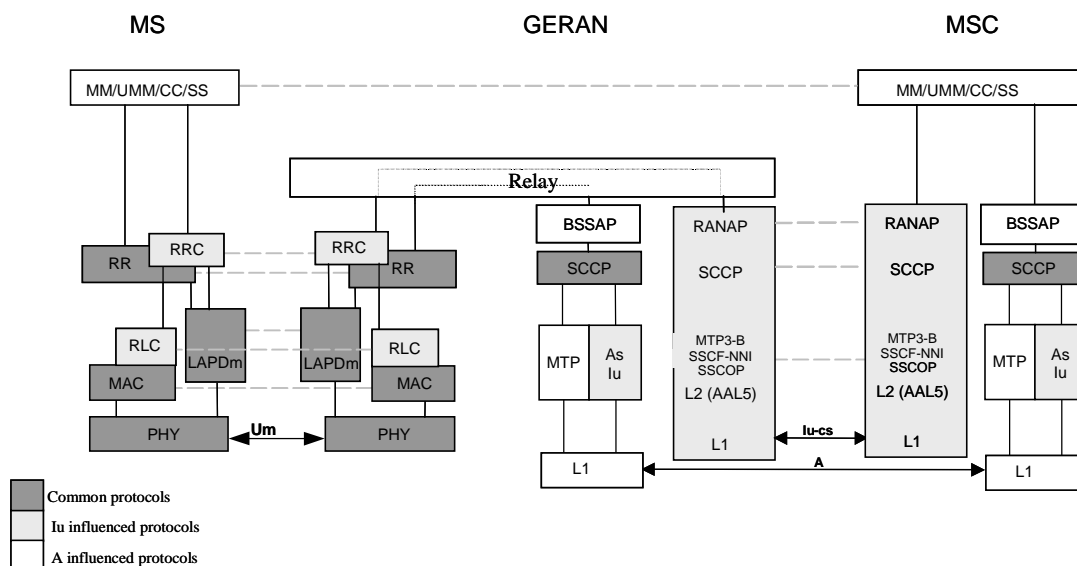 MS GERAN MSC
MM/UMM/CC/SS MM/UMM/CC/SS
Relay
BSSAP RANAP RANAP BSSAP
RRC RRC
RR RR
SCCP SCCP SCCP SCCP
RLC LAPDm LAPDm RLC
MAC MAC
MTP As Iu
MTP3-B
SSCF-NNI
SSCOP
L2 (AAL5)
MTP3-B
SSCF-NNI
SSCOP
L2 (AAL5)
MTP As Iu
PHY Um PHY
L1 Iu-cs L1
L1 A L1
Common protocols
Iu influenced protocols
A influenced protocols